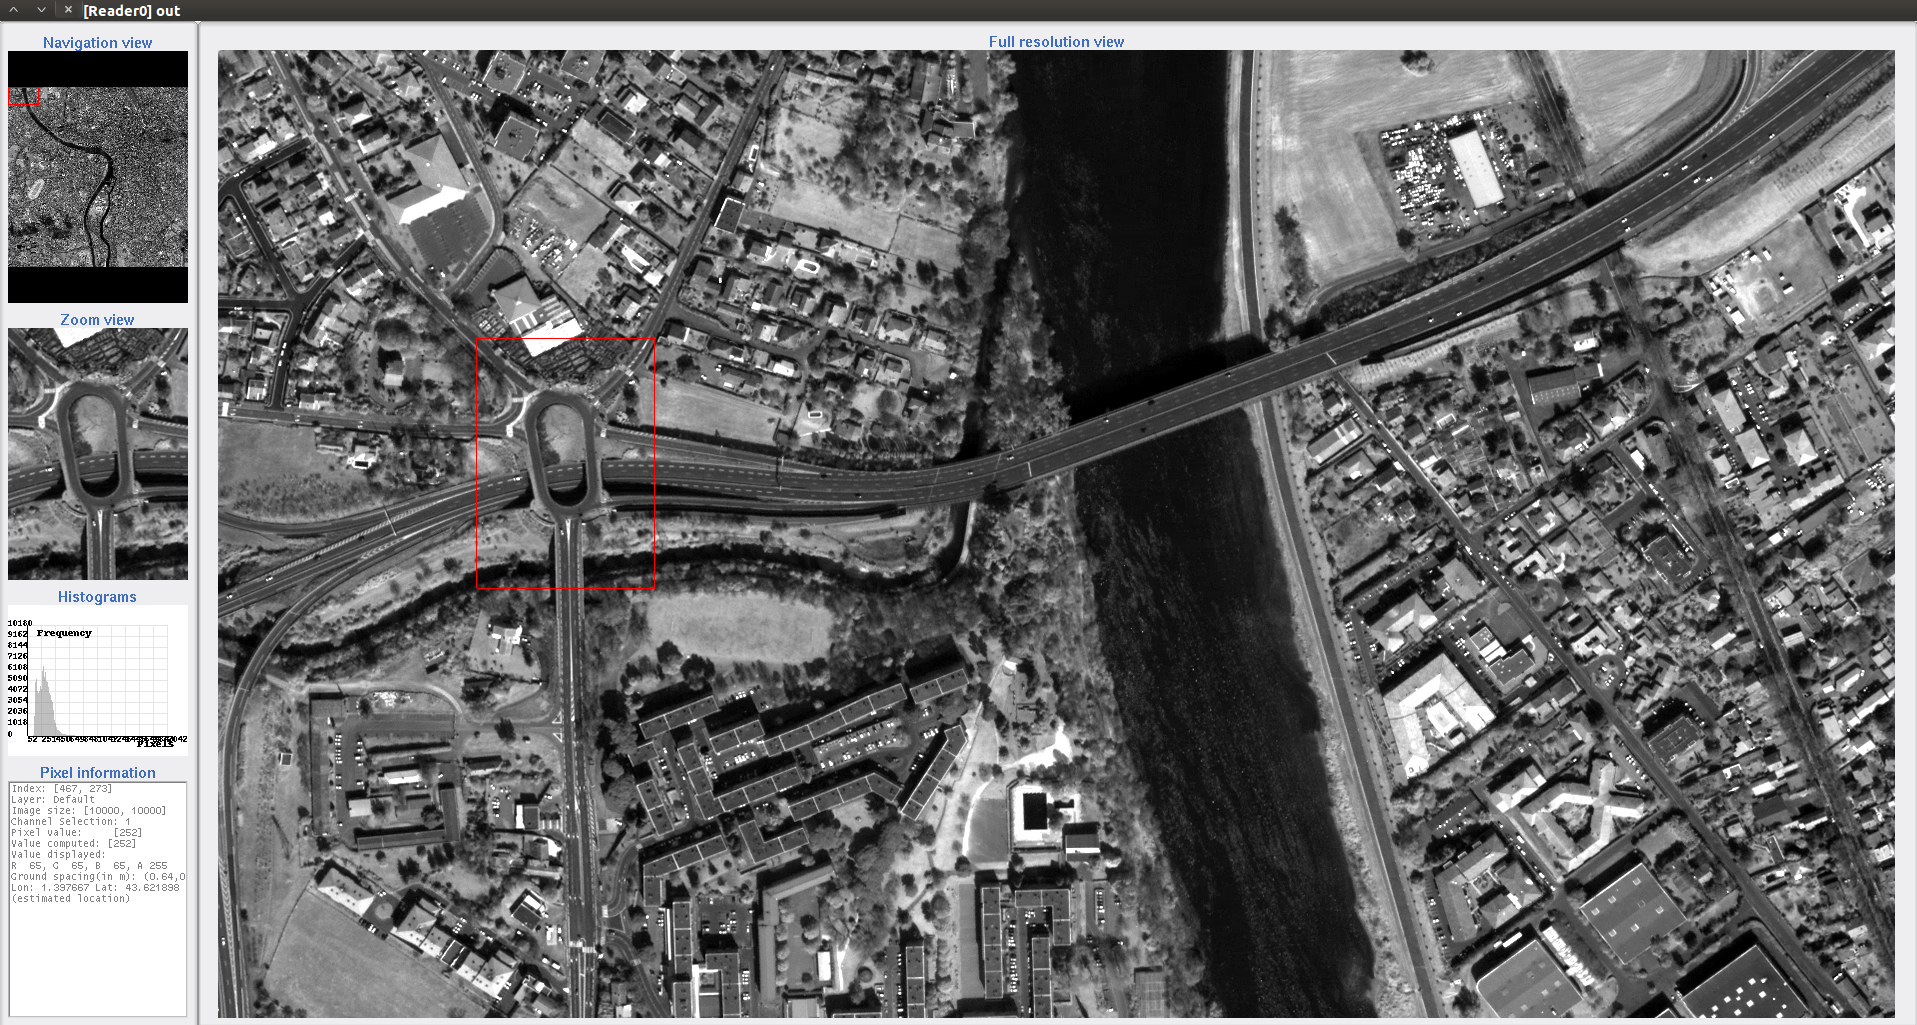 [Reader0] out
Navigation view
Full resolution view
Zoom view
Histograms
10180
Frequency
9162
8144
7126
6108
5090
4072
3054
2036
1018
0
Pixels
Pixel information
Index: [467, 273]
Layer: Default
Image size: [10000, 10000]
Channel Selection: 1
Pixel value: [252]
Value computed: [252]
Value displayed:
R 65, G 65, B 65, A 255
Ground spacing(in m): (0.64,0
Lon: 1.397667 Lat: 43.621898
(estimated location)